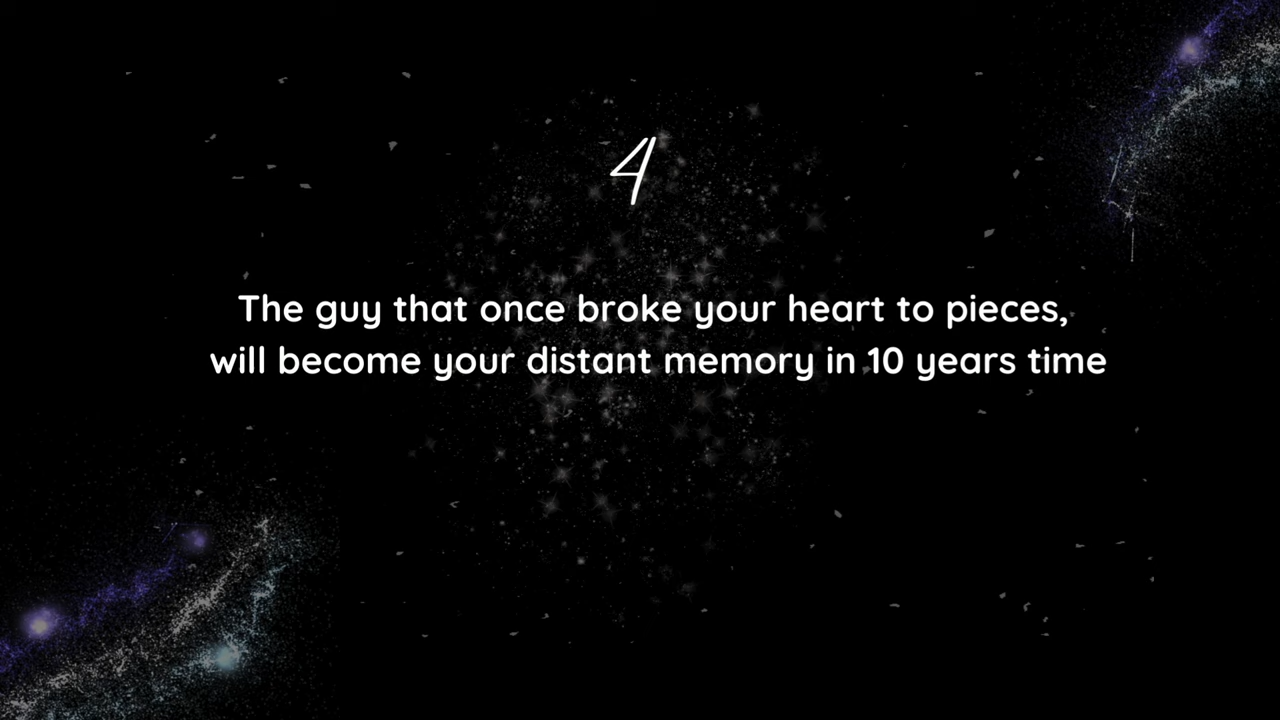 4
The guy that once broke your heart to pieces,
will become your distant memory in 10 years time